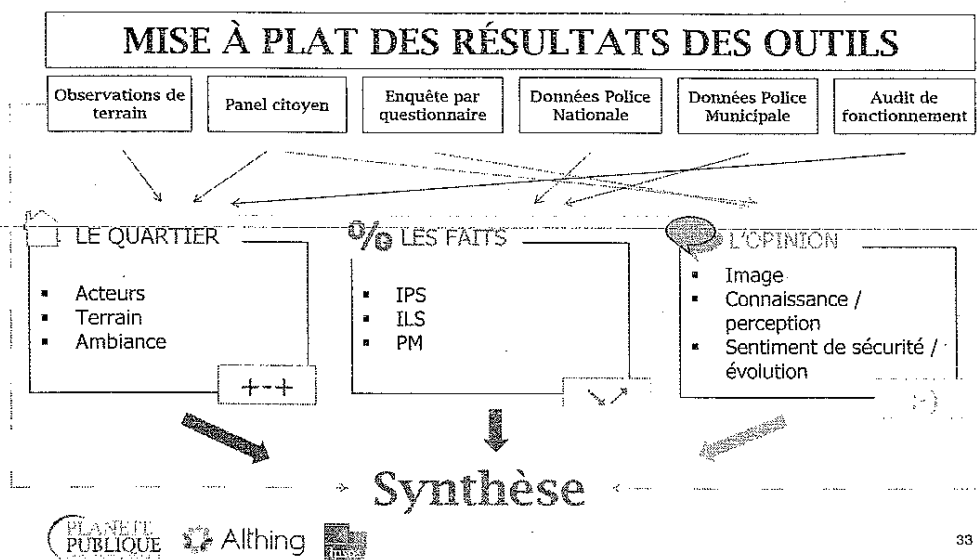 MISE À PLAT DES RÉSULTATS DES OUTILS
Observations de
terrain
Panel citoyen
Enquête par
questionnaire
Données Police
Nationale
Données Police
Municipale
Audit de
fonctionnement
LE QUARTIER
▪ Acteurs
▪ Terrain
▪ Ambiance
+-+
% LES FAITS
▪ IPS
▪ ILS
▪ PM
L'OPINION
▪ Image
▪ Connaissance /
perception
▪ Sentiment de sécurité /
évolution
:-)
Synthèse
PLANETE
PUBLIQUE
Althing
33